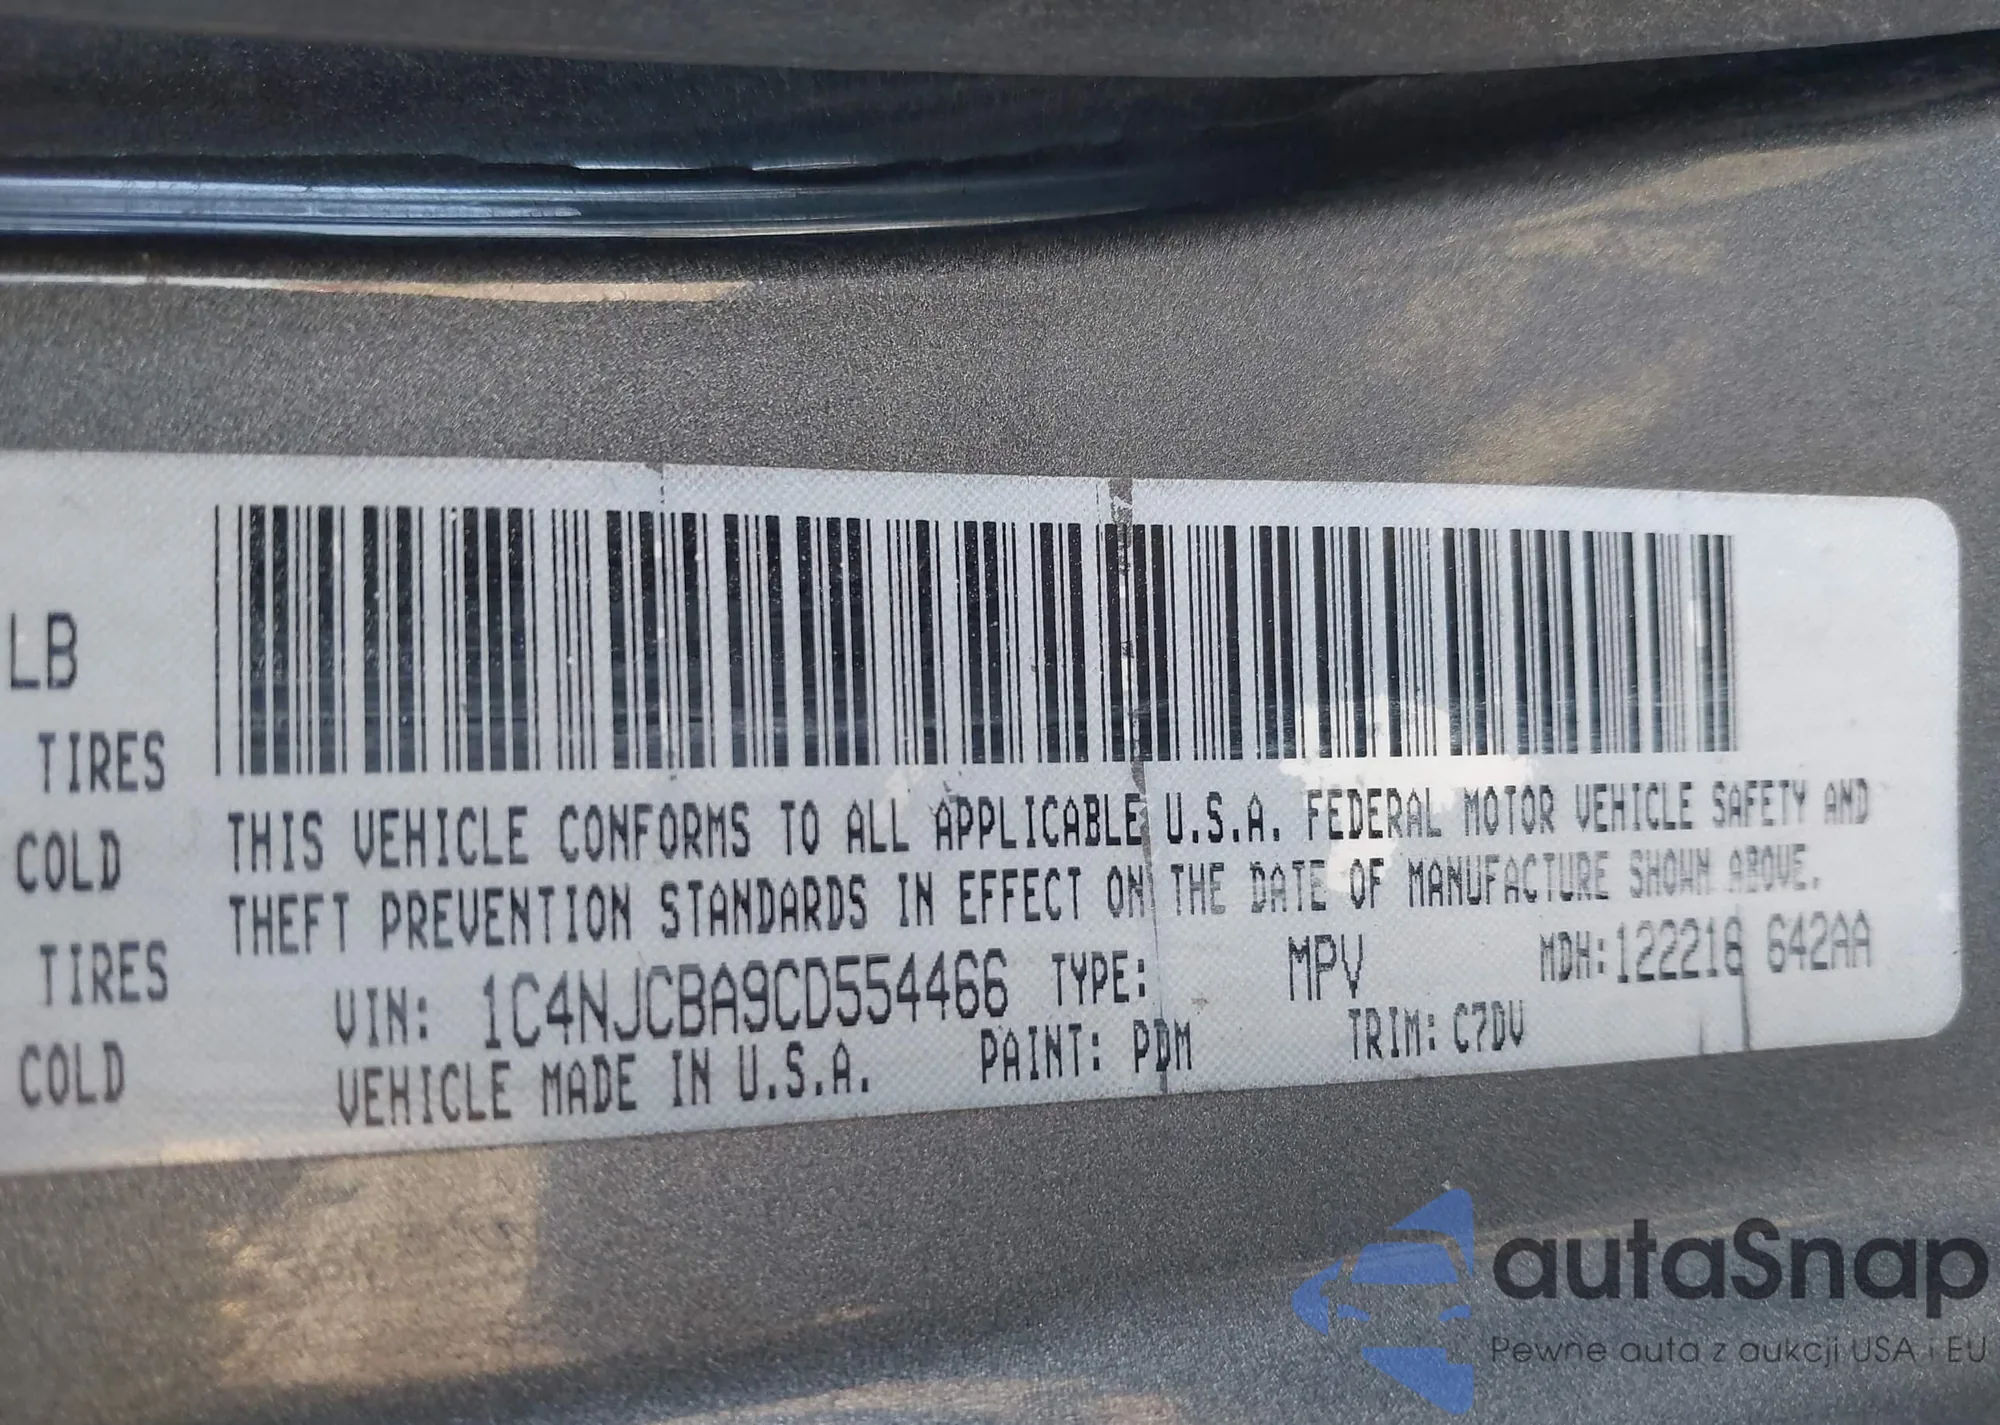 LB
TIRES
COLD
TIRES
COLD
THIS VEHICLE CONFORMS TO ALL APPLICABLE U.S.A. FEDERAL MOTOR VEHICLE SAFETY AND
THEFT PREVENTION STANDARDS IN EFFECT ON THE DATE OF MANUFACTURE SHOWN ABOVE.
VIN: 1C4NJCBA9CD554466 TYPE: MPV MDH:122216 642AA
VEHICLE MADE IN U.S.A. PAINT: PDM TRIM: C7DV
autaSnap
Pewne auta z aukcji USA i EU